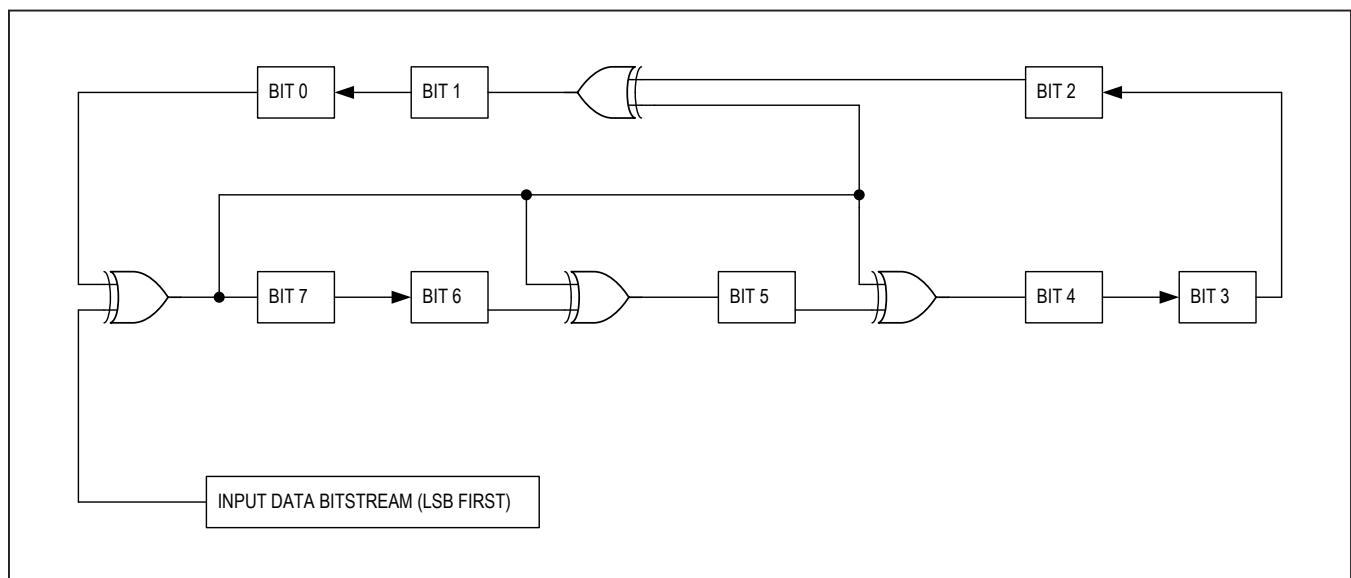 BIT 0
BIT 1
BIT 2
BIT 7
BIT 6
BIT 5
BIT 4
BIT 3
INPUT DATA BITSTREAM (LSB FIRST)